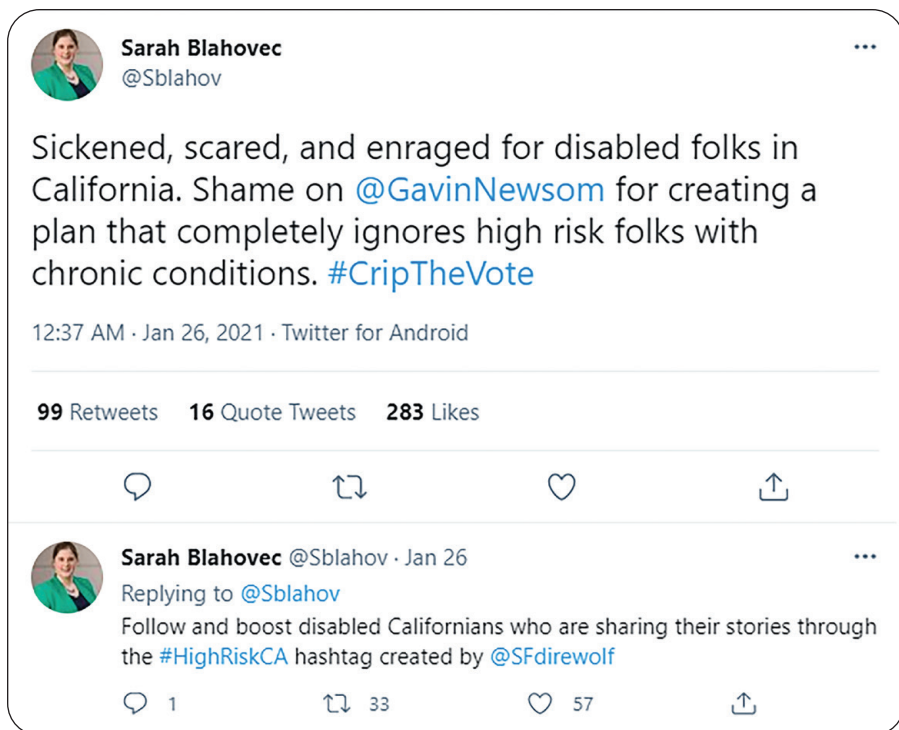 Sarah Blahovec
@Sblahov
Sickened, scared, and enraged for disabled folks in
California. Shame on @GavinNewsom for creating a
plan that completely ignores high risk folks with
chronic conditions. #CripTheVote
12:37 AM · Jan 26, 2021 · Twitter for Android
99 Retweets 16 Quote Tweets 283 Likes
Sarah Blahovec @Sblahov · Jan 26
Replying to @Sblahov
Follow and boost disabled Californians who are sharing their stories through
the #HighRiskCA hashtag created by @SFdirewolf
1 33 57